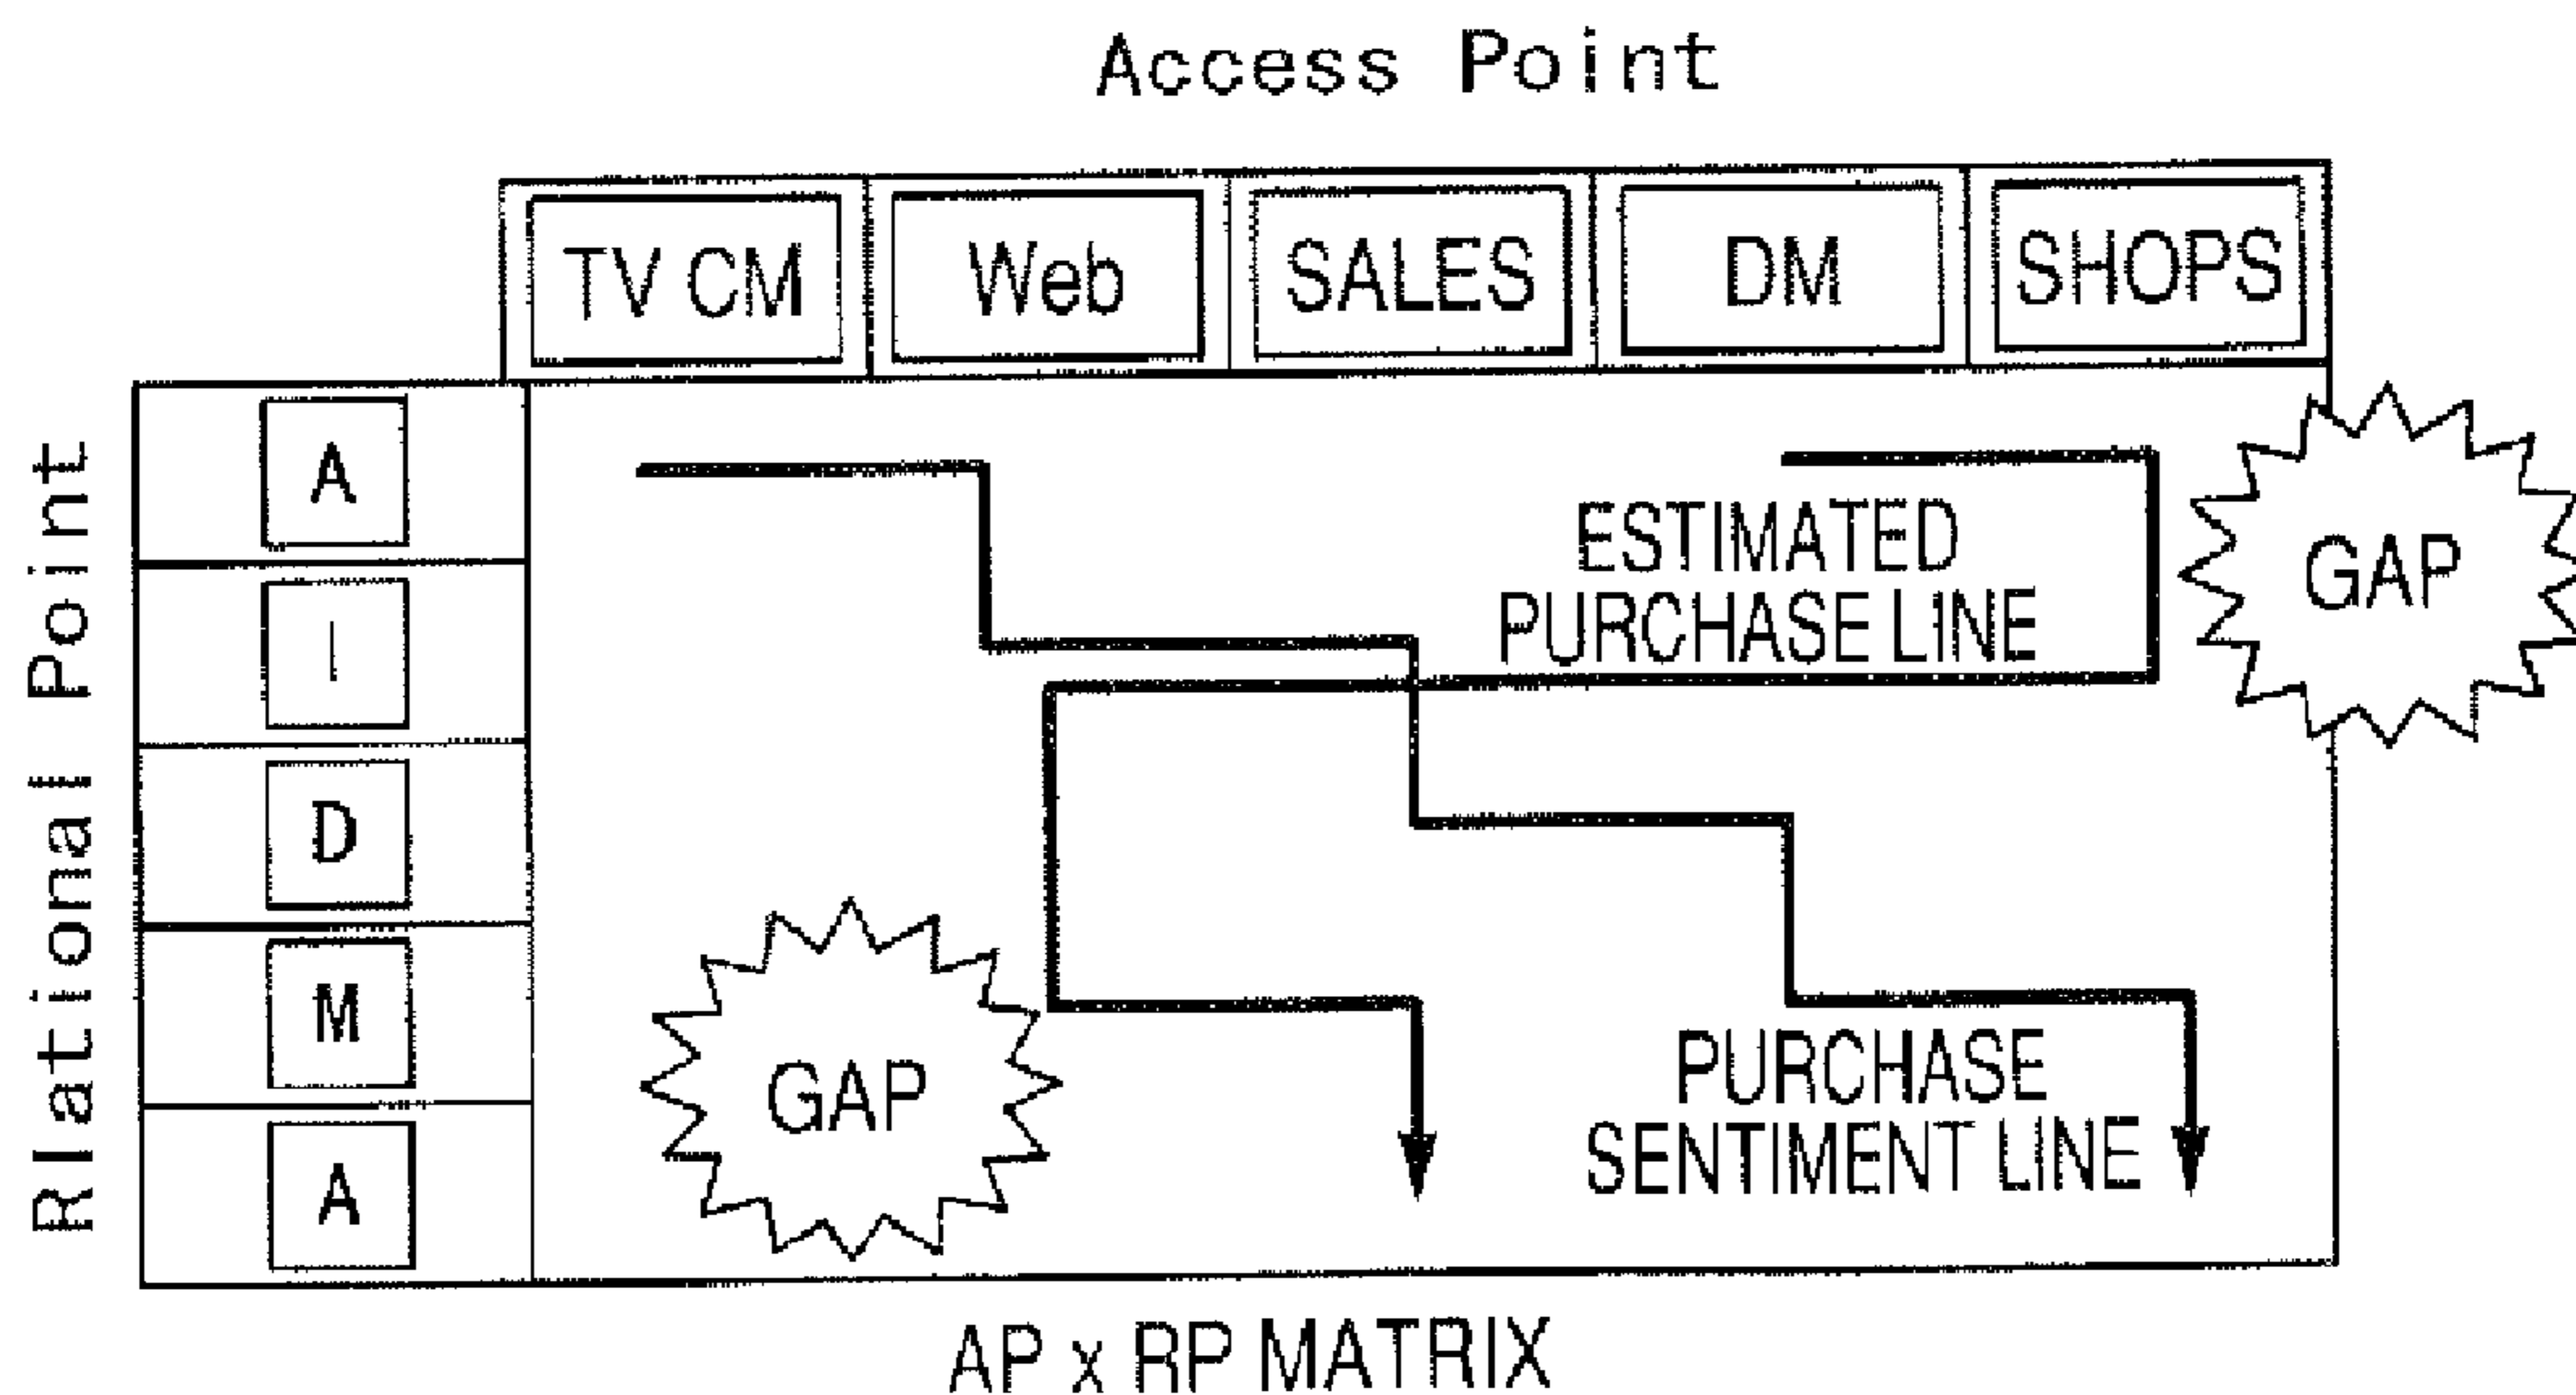 Access Point
TV CM
Web
SALES
DM
SHOPS
Rlational Point
A
I
D
M
A
ESTIMATED
PURCHASE LINE
GAP
GAP
PURCHASE
SENTIMENT LINE
AP x RP MATRIX